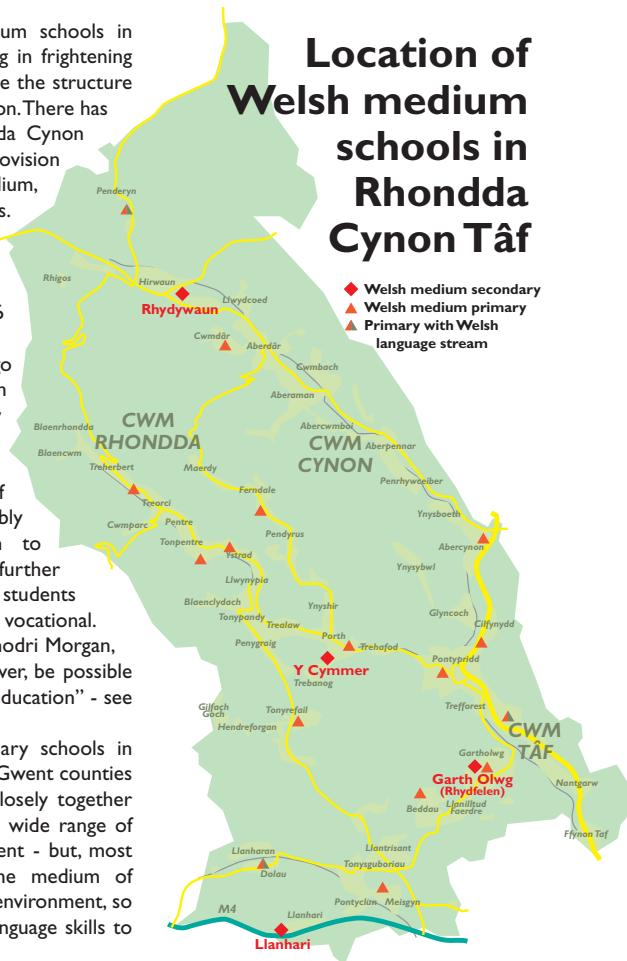 um schools in
g in frightening
e the structure
on. There has
da Cynon
ovision
dium,
s.
6
go
n
f
bly
n to
further
students
vocational.
hodri Morgan,
ver, be possible
education” - see
ary schools in
Gwent counties
losely together
wide range of
ent - but, most
he medium of
environment, so
nguage skills to
Location of
Welsh medium
schools in
Rhondda
Cynon Tâf
Welsh medium secondary
Welsh medium primary
Primary with Welsh
language stream
Penderyn
Rhigos
Hirwaun
Rhydywaun
Llwydcoed
Cwmdâr
Aberdâr
Cwmbach
Aberaman
CWM
RHONDDA
Blaenrhondda
Blaencwm
Treherbert
Maerdy
Abercwmbol
CWM
CYNON
Aberpennar
Penrhywceiber
Ferndale
Treorci
Pentre
Cwmparc
Ynysboeth
Tonpentre
Pendyrus
Abercynon
Ystrad
Ynysybwl
Llwynypia
Blaenclydach
Ynyshir
Glyncoch
Tonypandy
Cilfynydd
Trealaw
Penygraig
Porth
Trehafod
Pontypridd
Y Cymmer
Trebanog
Gilfach
Goch
Tonyrefail
Trefforest
Hendreforgan
CWM
TÂF
Gartholwg
Garth Olwg
(Rhydfelen)
Nantgarw
Beddau
Llanilltud
Faerdre
Ffynon Taf
Llanharan
Llantrisant
Dolau
Tonysguboriau
Pontyclun
Meisgyn
M4
Llanhari
Llanhari